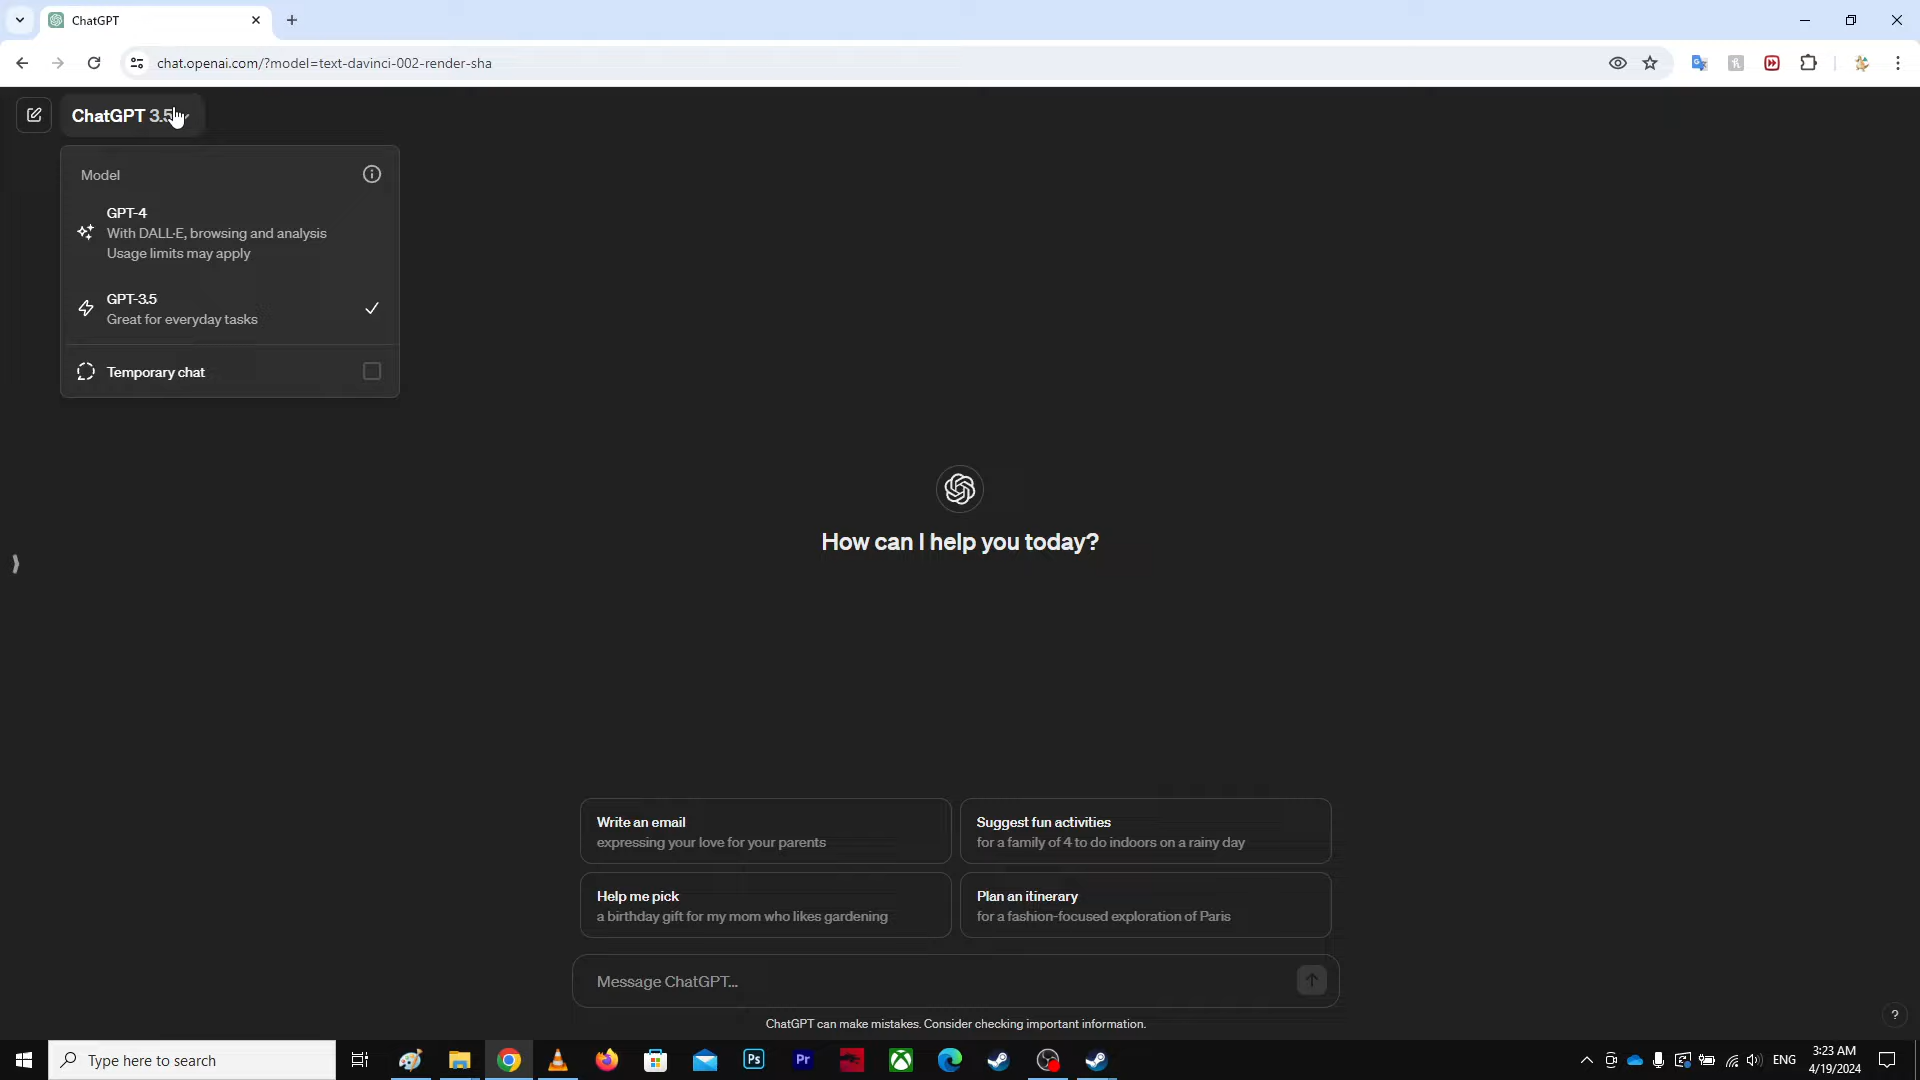 ChatGPT
chat.openai.com/?model=text-davinci-002-render-sha
ChatGPT 3.5
Model
GPT-4
With DALL·E, browsing and analysis
Usage limits may apply
GPT-3.5
Great for everyday tasks
Temporary chat
How can I help you today?
Write an email
expressing your love for your parents
Suggest fun activities
for a family of 4 to do indoors on a rainy day
Help me pick
a birthday gift for my mom who likes gardening
Plan an itinerary
for a fashion-focused exploration of Paris
Message ChatGPT...
ChatGPT can make mistakes. Consider checking important information.
?
Type here to search
Ps
Pr
ENG
3:23 AM
4/19/2024